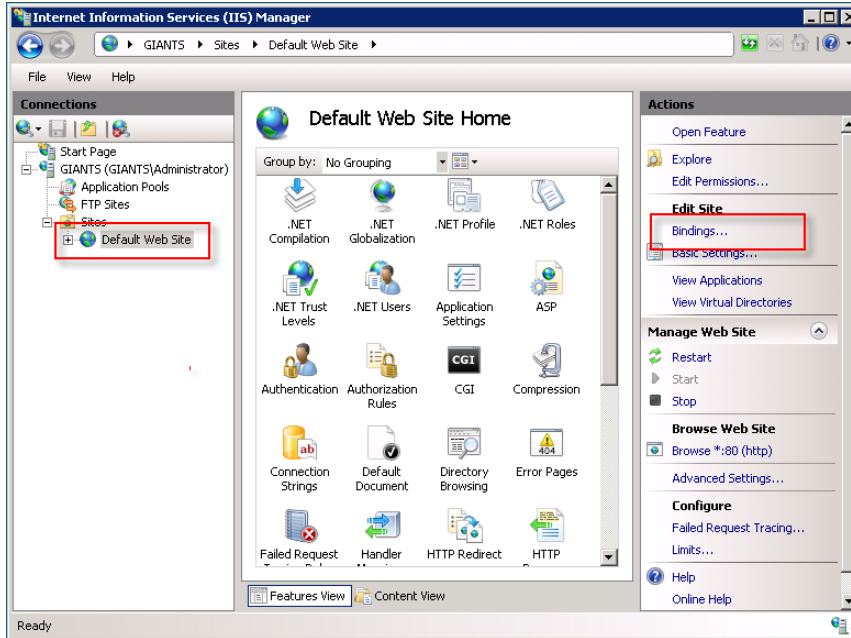 Internet Information Services (IIS) Manager
GIANTS Sites Default Web Site
File View Help
Connections
Start Page
GIANTS (GIANTS\Administrator)
Application Pools
FTP Sites
Sites
Default Web Site
Default Web Site Home
Group by: No Grouping
.NET Compilation
.NET Globalization
.NET Profile
.NET Roles
.NET Trust Levels
.NET Users
Application Settings
ASP
Authentication
Authorization Rules
CGI
CGI
Compression
ab
Connection Strings
Default Document
Directory Browsing
404
Error Pages
Failed Request
Handler
HTTP Redirect
HTTP
Features View
Content View
Actions
Open Feature
Explore
Edit Permissions...
Edit Site
Bindings...
Basic Settings...
View Applications
View Virtual Directories
Manage Web Site
Restart
Start
Stop
Browse Web Site
Browse *:80 (http)
Advanced Settings...
Configure
Failed Request Tracing...
Limits...
Help
Online Help
Ready